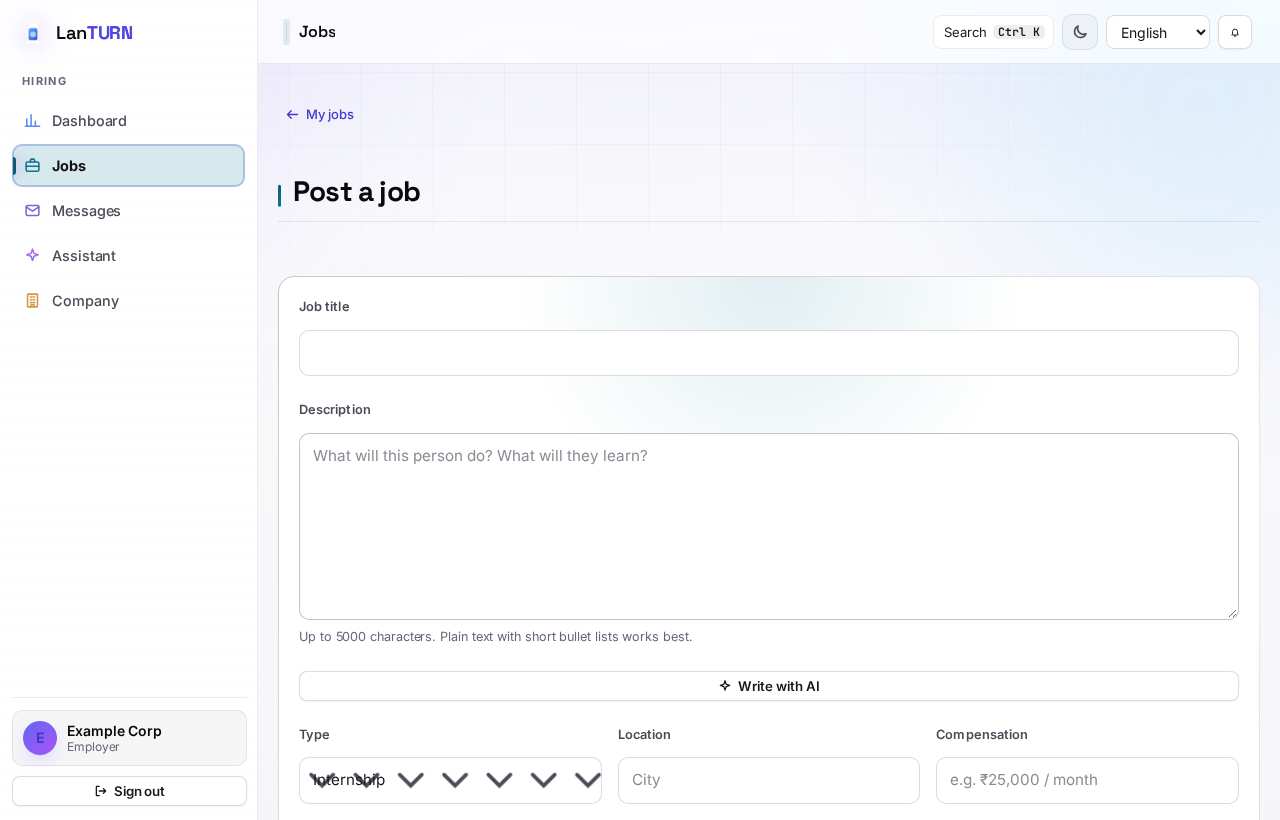 LanTURN
Jobs
Search Ctrl K
English
HIRING
Dashboard
Jobs
Messages
Assistant
Company
My jobs
Post a job
Job title
Description
What will this person do? What will they learn?
Up to 5000 characters. Plain text with short bullet lists works best.
Write with AI
Type
Location
Compensation
Internship
City
e.g. ₹25,000 / month
E
Example Corp
Employer
Sign out